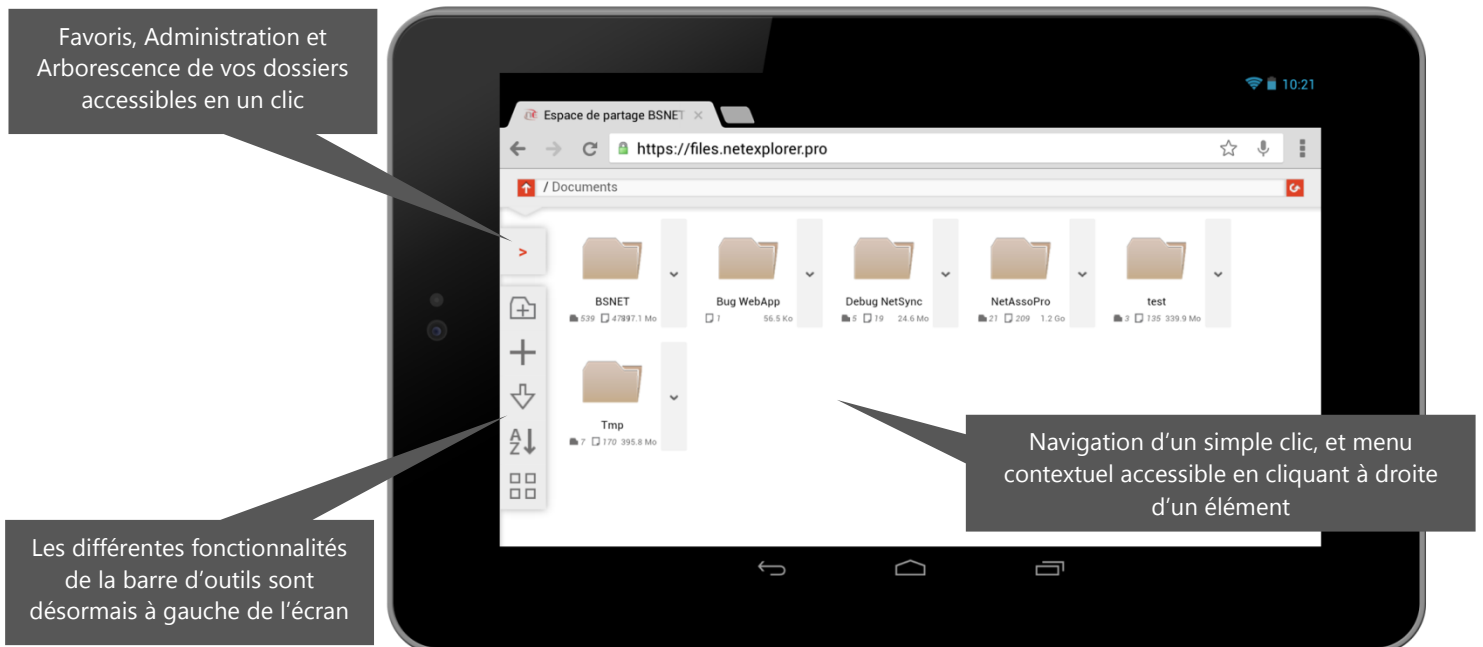 Favoris, Administration et
Arborescence de vos dossiers
accessibles en un clic
10:21
Espace de partage BSNET
https://files.netexplorer.pro
/ Documents
>
BSNET
539
Bug WebApp
1 56.5 Ko
Debug NetSync
5 19 24.6 Mo
NetAssoPro
21 209 1.2 Go
test
3 135 339.9 Mo
Tmp
7 170 395.8 Mo
A
Z
Navigation d’un simple clic, et menu
contextuel accessible en cliquant à droite
d’un élément
Les différentes fonctionnalités
de la barre d’outils sont
désormais à gauche de l’écran